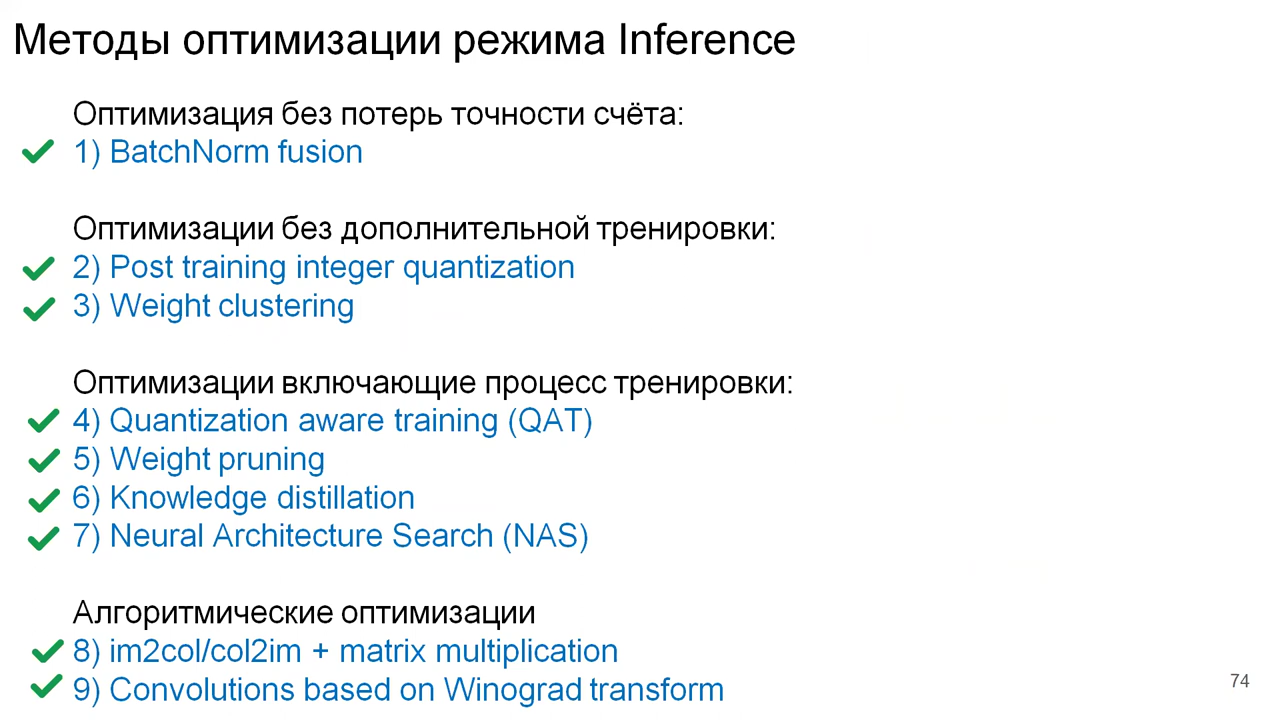 Методы оптимизации режима Inference
Оптимизация без потерь точности счёта:
1) BatchNorm fusion
Оптимизации без дополнительной тренировки:
2) Post training integer quantization
3) Weight clustering
Оптимизации включающие процесс тренировки:
4) Quantization aware training (QAT)
5) Weight pruning
6) Knowledge distillation
7) Neural Architecture Search (NAS)
Алгоритмические оптимизации
8) im2col/col2im + matrix multiplication
9) Convolutions based on Winograd transform
74